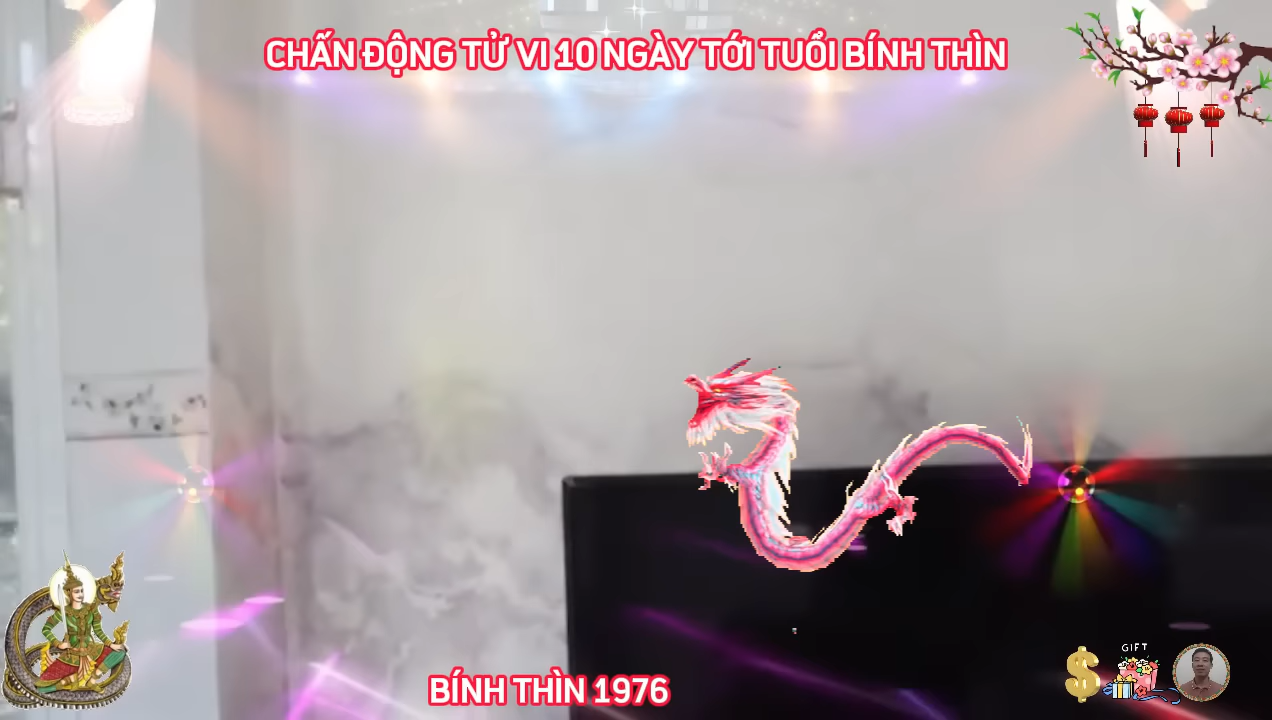 CHẤN ĐỘNG TỬ VI 10 NGÀY TỚI TUỔI BÍNH THÌN
GIFT
BÍNH THÌN 1976